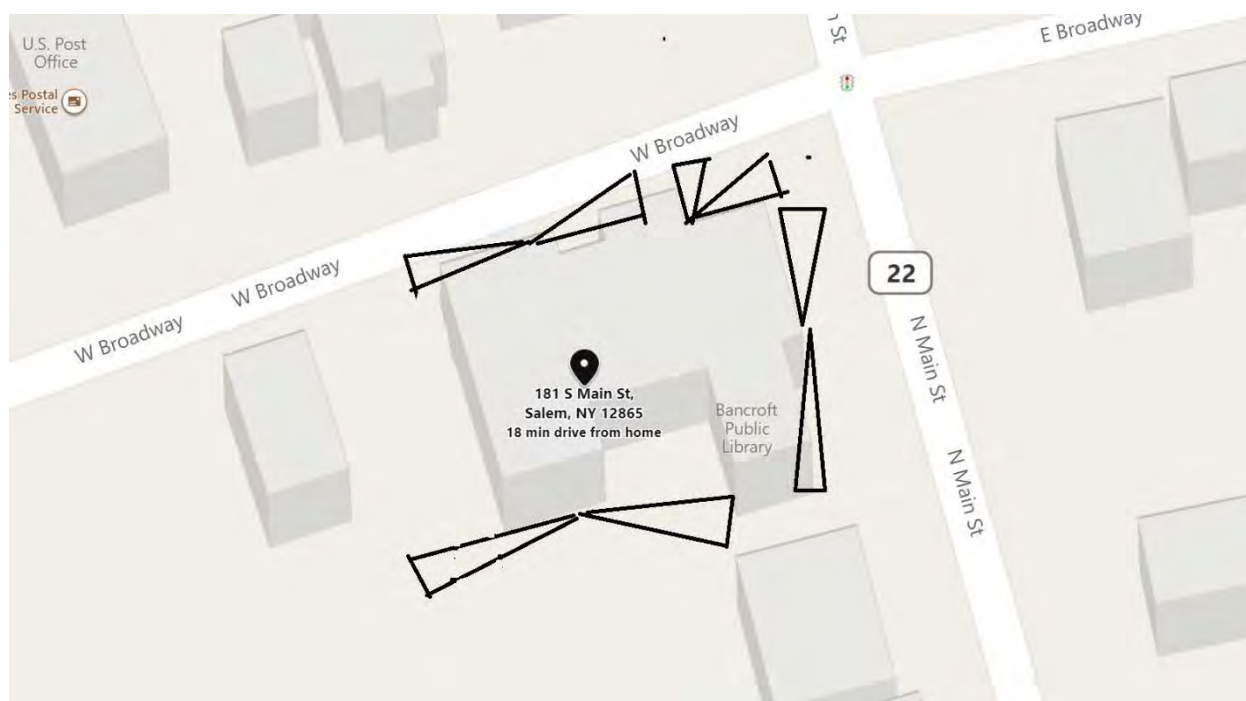 U.S. Post
Office
s Postal
Service
St
E Broadway
W Broadway
W Broadway
W Broadway
22
N Main St
N Main St
181 S Main St,
Salem, NY 12865
18 min drive from home
Bancroft
Public
Library